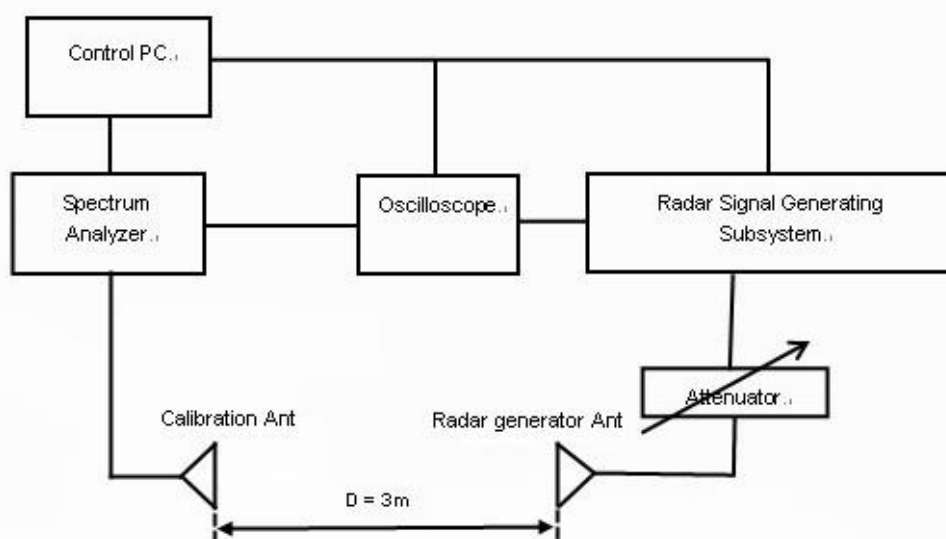 Control PC
Spectrum
Analyzer
Oscilloscope
Radar Signal Generating
Subsystem
Attenuator
Calibration Ant
Radar generator Ant
D = 3m